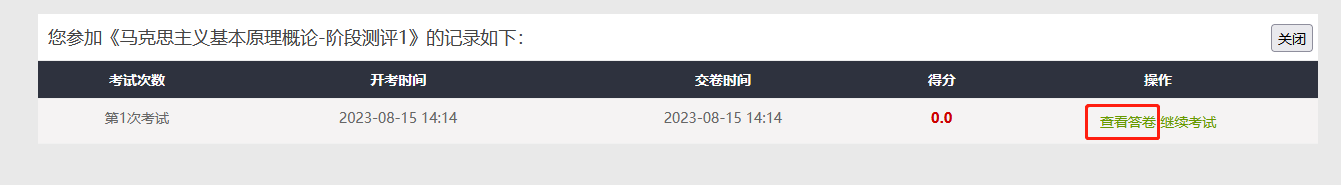 您参加《马克思主义基本原理概论-阶段测评1》的记录如下： 关闭
考试次数 开考时间 交卷时间 得分 操作
第1次考试 2023-08-15 14:14 2023-08-15 14:14 0.0 查看答卷 继续考试